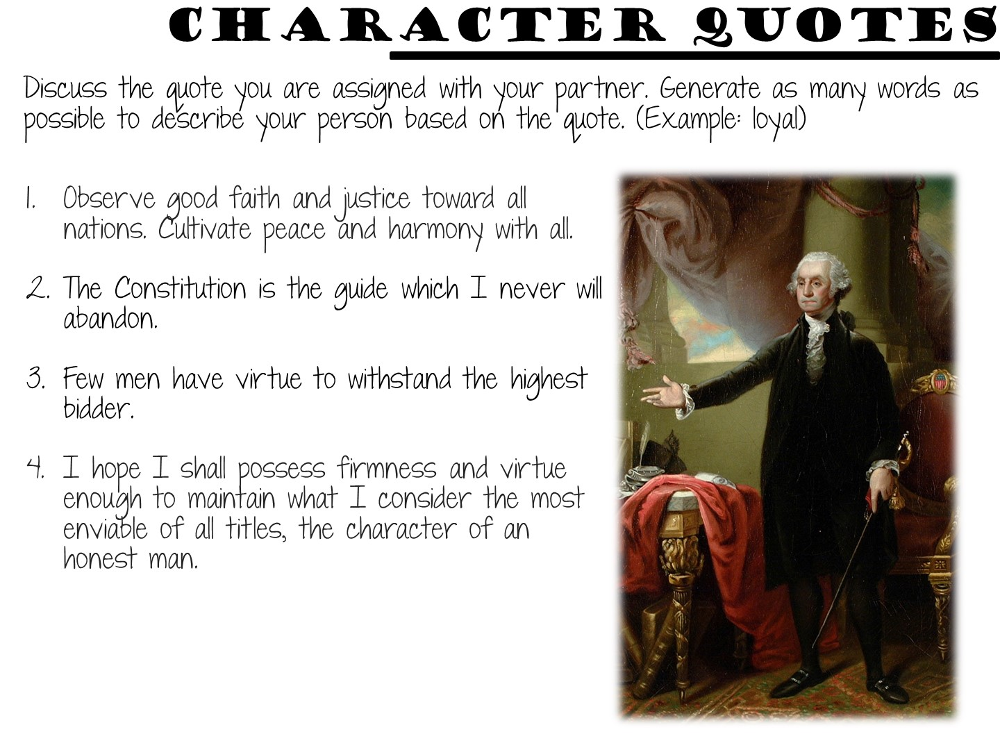 CHARACTER QUOTES
Discuss the quote you are assigned with your partner. Generate as many words as
possible to describe your person based on the quote. (Example: loyal)
1. Observe good faith and justice toward all
nations. Cultivate peace and harmony with all.
2. The Constitution is the guide which I never will
abandon.
3. Few men have virtue to withstand the highest
bidder.
4. I hope I shall possess firmness and virtue
enough to maintain what I consider the most
enviable of all titles, the character of an
honest man.